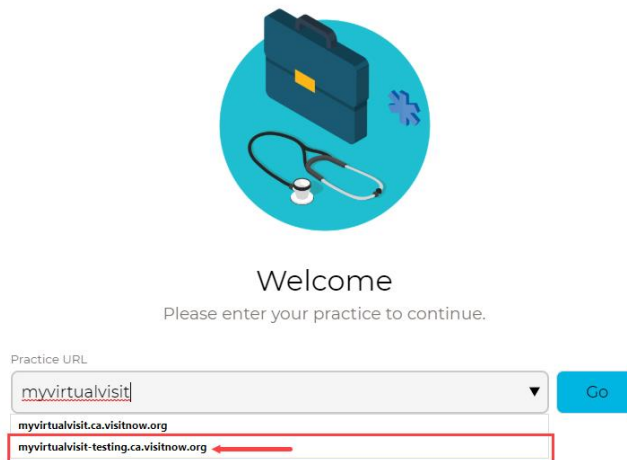 Welcome
Please enter your practice to continue.
Practice URL
myvirtualvisit Go
myvirtualvisit.ca.visitnow.org
myvirtualvisit-testing.ca.visitnow.org